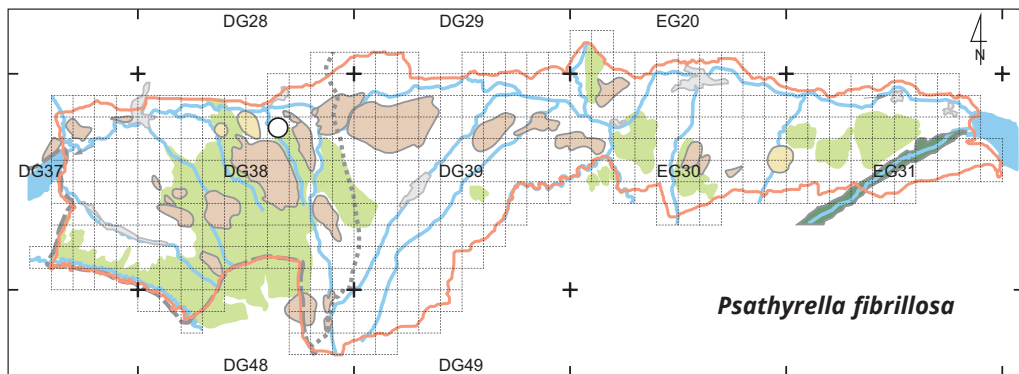 DG28 DG29 EG20
N
DG37 DG38 DG39 EG30 EG31
Psathyrella fibrillosa
DG48 DG49